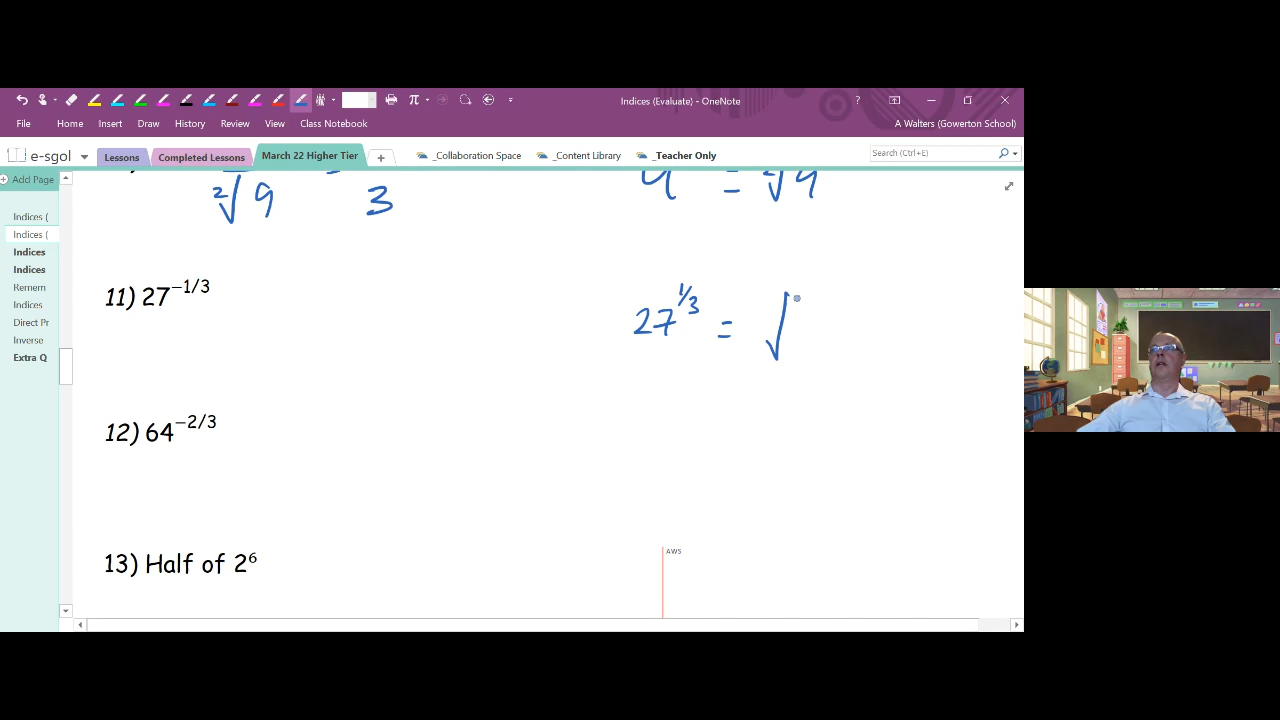 Indices (Evaluate) - OneNote
?
File Home Insert Draw History Review View Class Notebook
A Walters (Gowerton School)
e-sgol
Lessons
Completed Lessons
March 22 Higher Tier
+
_Collaboration Space
_Content Library
_Teacher Only
Search (Ctrl+E)
Add Page
Indices (
Indices (
Indices
Indices
Remem
Indices
Direct Pr
Inverse
Extra Q
²√9 3
= ²√9
11) 27^−1/3
27^1/3 = √
12) 64^−2/3
13) Half of 2⁶
AWS